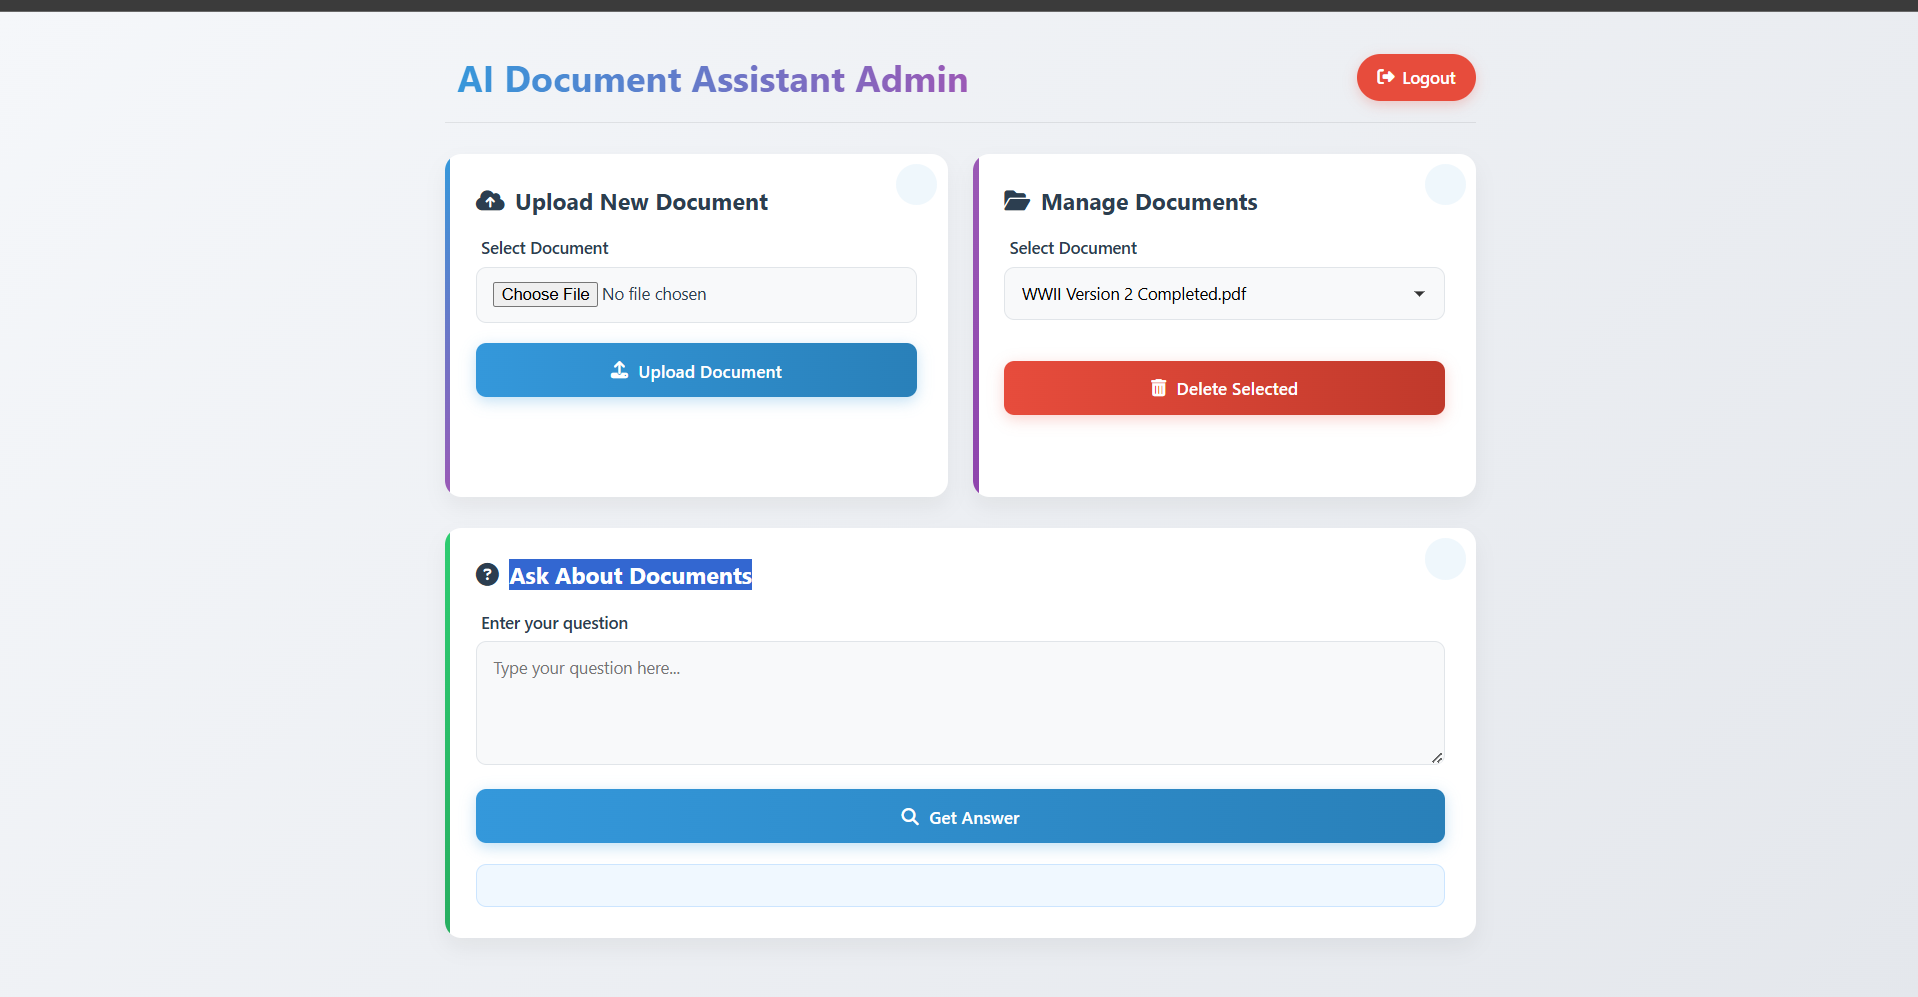 AI Document Assistant Admin
Logout
Upload New Document
Select Document
Choose File No file chosen
Upload Document
Manage Documents
Select Document
WWII Version 2 Completed.pdf
Delete Selected
? Ask About Documents
Enter your question
Type your question here...
Get Answer